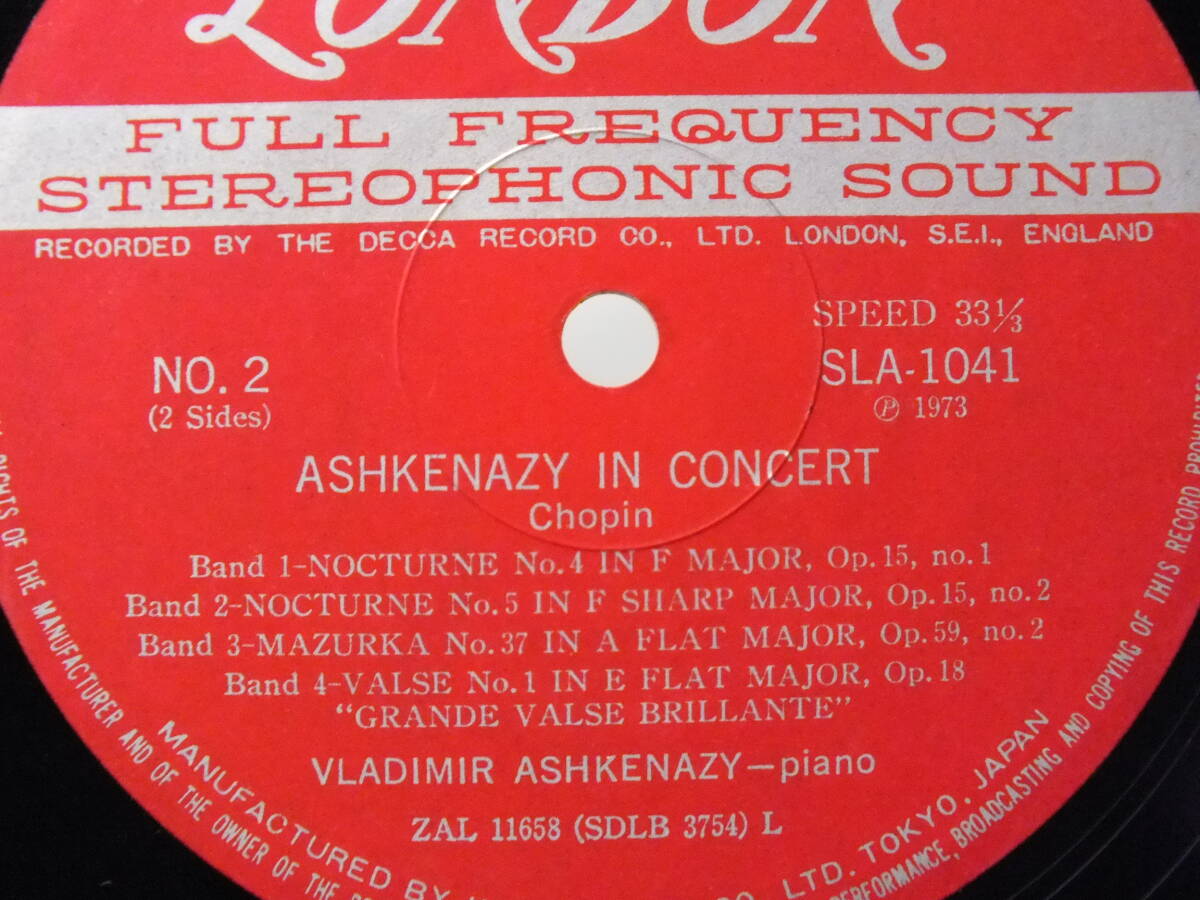 LONDON
FULL FREQUENCY
STEREOPHONIC SOUND
RECORDED BY THE DECCA RECORD CO., LTD. LONDON, S.E.I., ENGLAND
SPEED 33⅓
NO. 2
SLA-1041
(2 Sides)
Ⓟ 1973
ASHKENAZY IN CONCERT
Chopin
Band 1-NOCTURNE No. 4 IN F MAJOR, Op. 15, no. 1
Band 2-NOCTURNE No. 5 IN F SHARP MAJOR, Op. 15, no. 2
Band 3-MAZURKA No. 37 IN A FLAT MAJOR, Op. 59, no. 2
Band 4-VALSE No. 1 IN E FLAT MAJOR, Op. 18
"GRANDE VALSE BRILLANTE"
VLADIMIR ASHKENAZY—piano
ZAL 11658 (SDLB 3754) L
MANUFACTURED BY CO., LTD. TOKYO, JAPAN
RIGHTS OF THE MANUFACTURER AND OF THE OWNER OF THE PERFORMANCE, BROADCASTING AND COPYING OF THIS RECORD